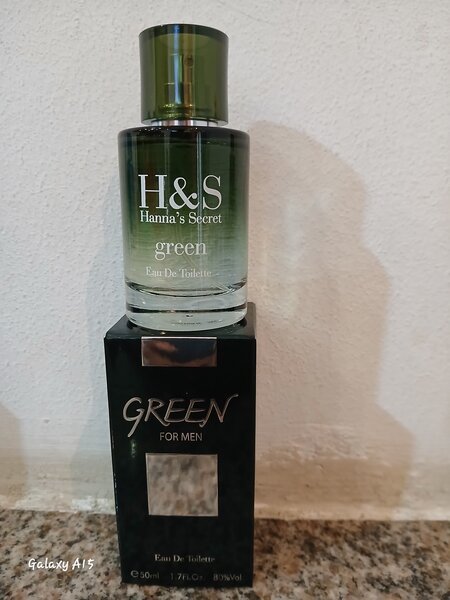 H&S
Hanna's Secret
green
Eau De Toilette
GREEN
FOR MEN
Eau De Toilette
℮50ml 1.7Fl.Oz 80%Vol
Galaxy A15